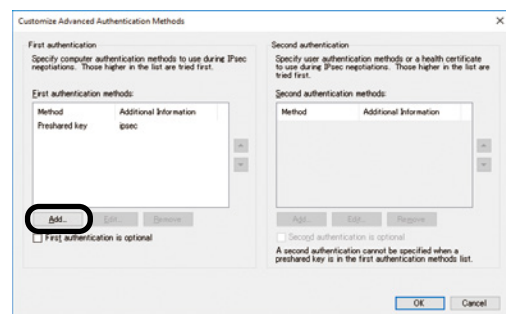 Customize Advanced Authentication Methods
First authentication
Specify computer authentication methods to use during IPsec
negotiations. Those higher in the list are tried first.
First authentication methods:
Method Additional Information
Preshared key ipsec
Add... Edit... Remove
First authentication is optional
Second authentication
Specify user authentication methods or a health certificate
to use during IPsec negotiations. Those higher in the list are
tried first.
Second authentication methods:
Method Additional Information
Add... Edit... Remove
Second authentication is optional
A second authentication cannot be specified when a
preshared key is in the first authentication methods list.
OK Cancel